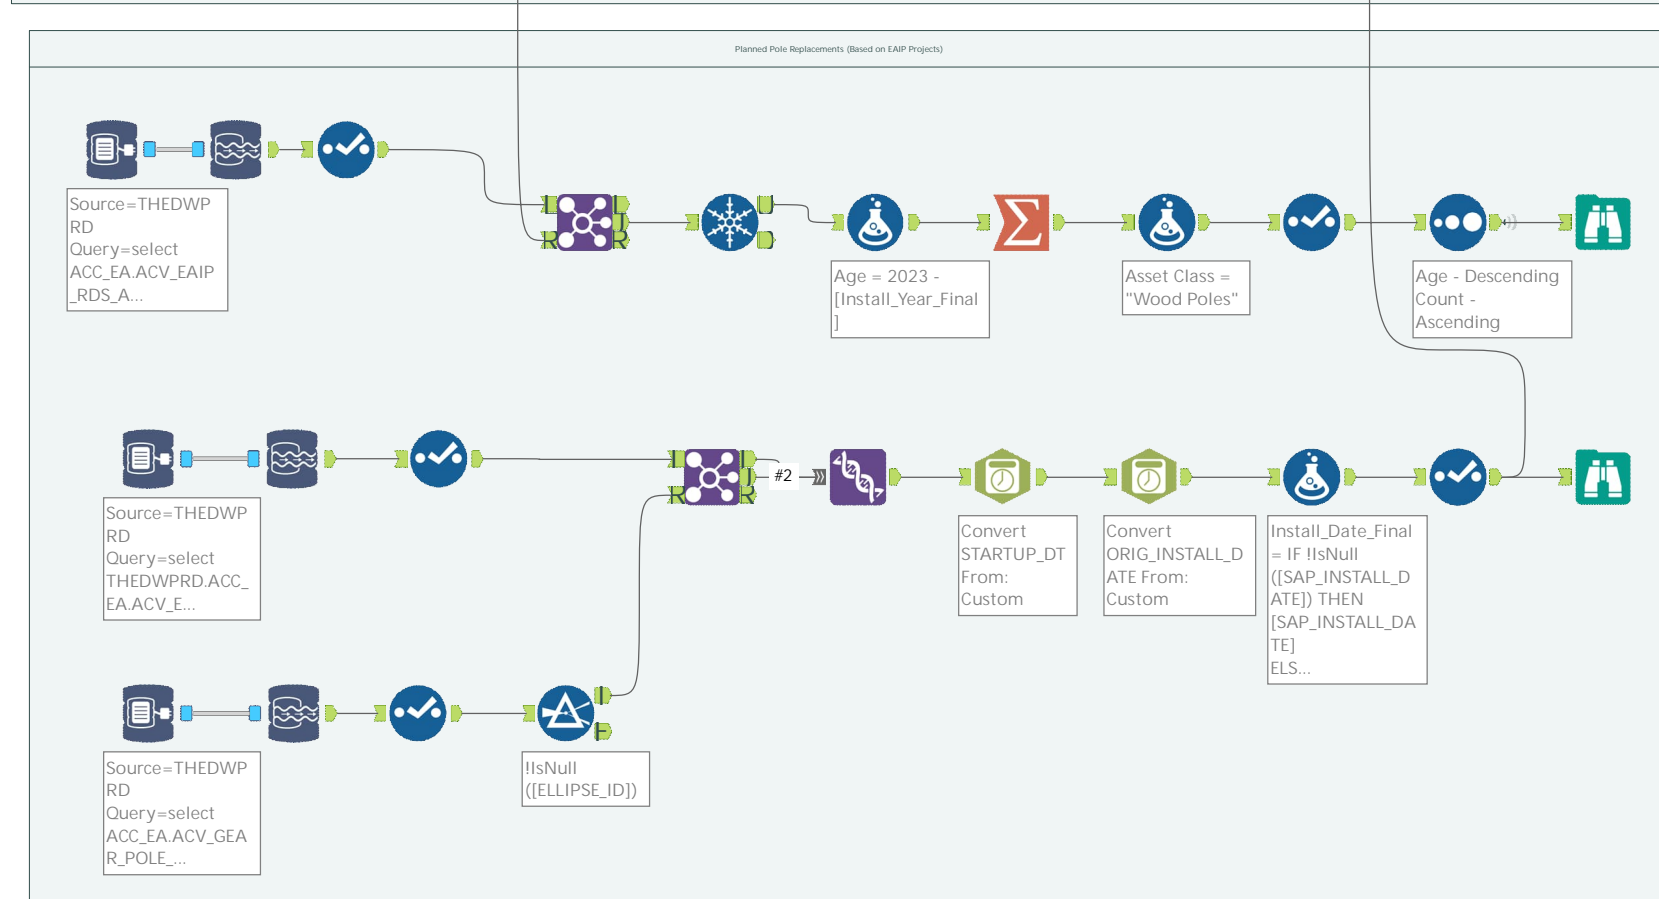 Planned Pole Replacements (Based on EAIP Projects)
Source=THEDWP
RD
Query=select
ACC_EA.ACV_EAIP
_RDS_A...
L
R
L
J
R
U
D
Age = 2023 -
[Install_Year_Final
]
Asset Class =
"Wood Poles"
Age - Descending
Count -
Ascending
Source=THEDWP
RD
Query=select
THEDWPRD.ACC_
EA.ACV_E...
L
R
L
J
R
#2
Convert
STARTUP_DT
From:
Custom
Convert
ORIG_INSTALL_D
ATE From:
Custom
Install_Date_Final
= IF !IsNull
([SAP_INSTALL_D
ATE]) THEN
[SAP_INSTALL_DA
TE]
ELS...
Source=THEDWP
RD
Query=select
ACC_EA.ACV_GEA
R_POLE_...
T
F
!IsNull
([ELLIPSE_ID])